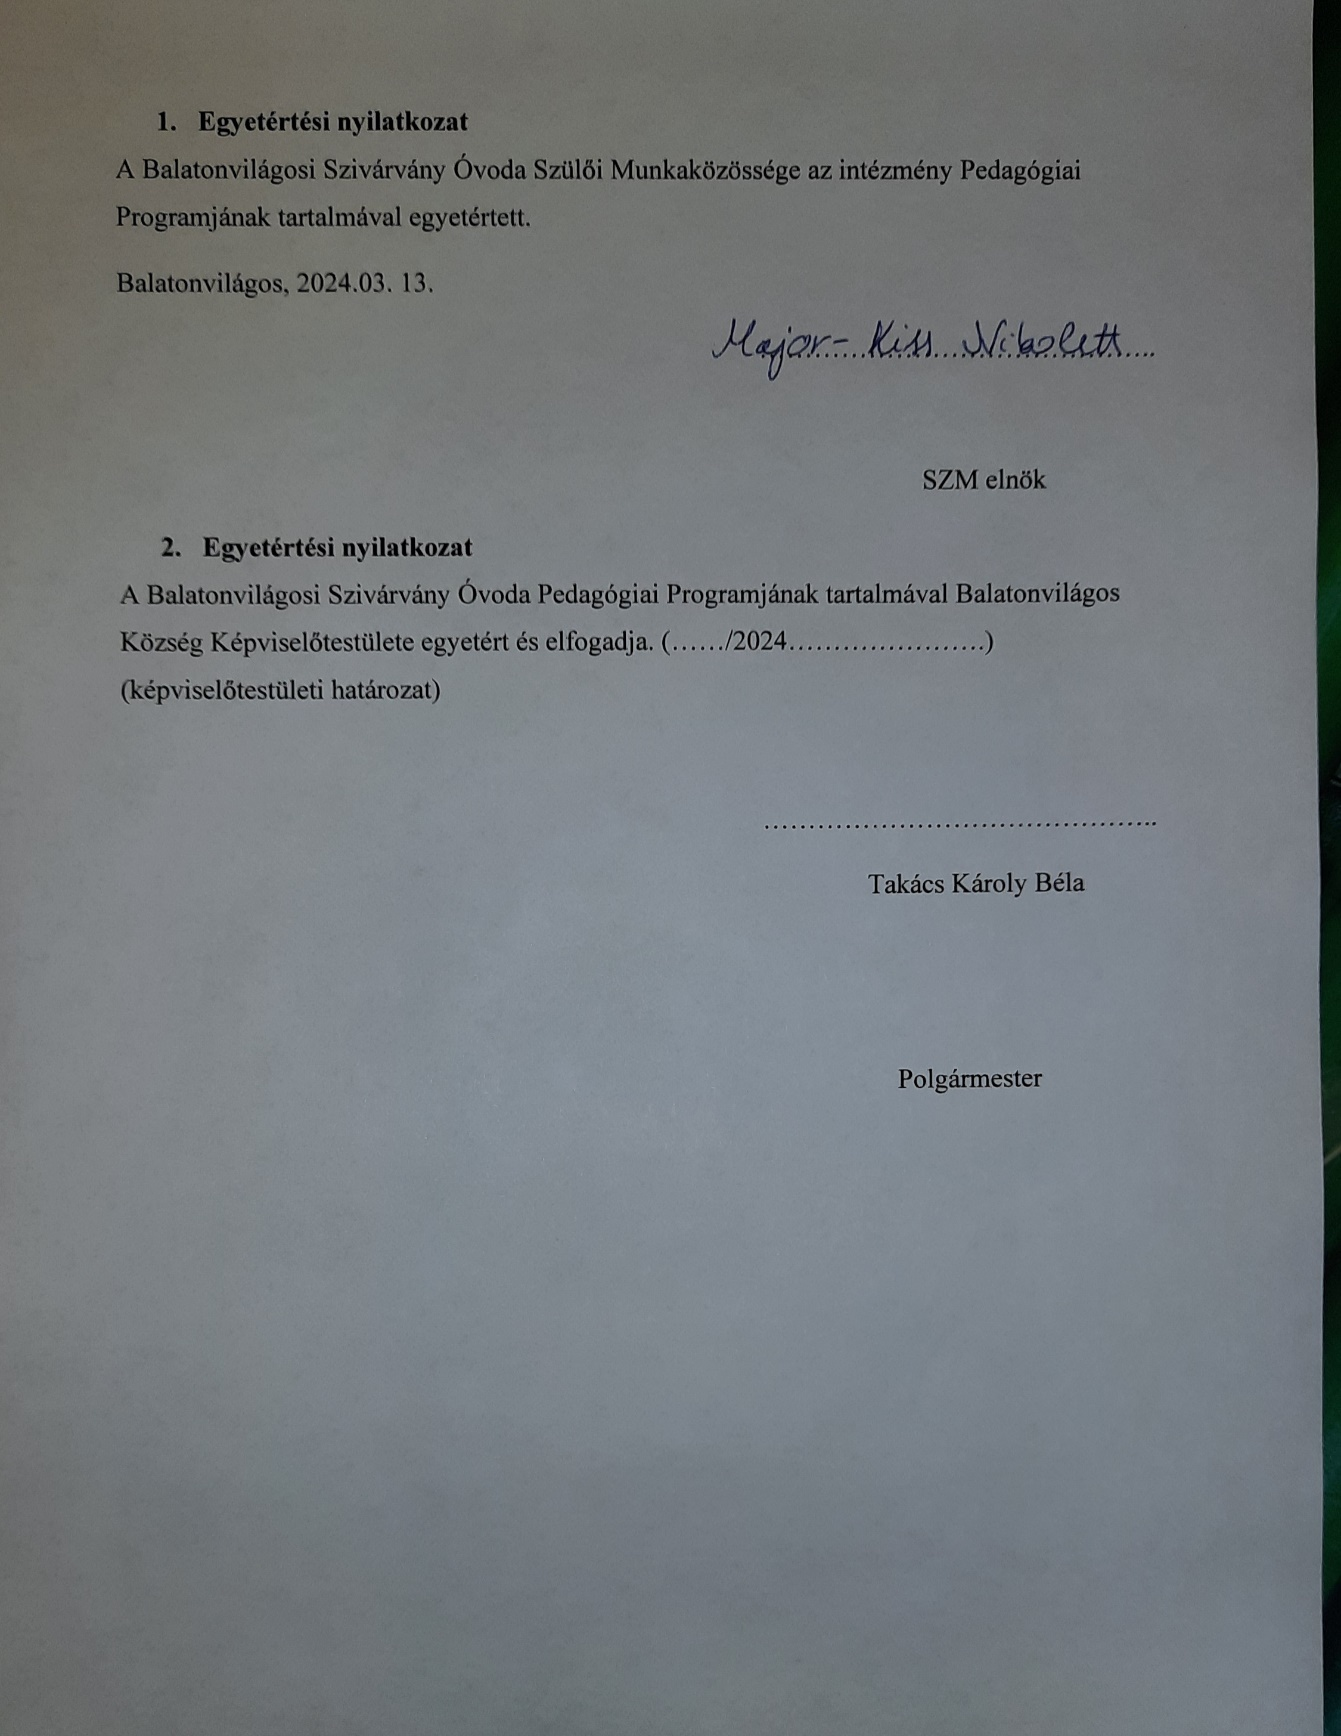 1. Egyetértési nyilatkozat
A Balatonvilágosi Szivárvány Óvoda Szülői Munkaközössége az intézmény Pedagógiai
Programjának tartalmával egyetértett.
Balatonvilágos, 2024.03. 13.
Major-Kiss Nikolett
SZM elnök
2. Egyetértési nyilatkozat
A Balatonvilágosi Szivárvány Óvoda Pedagógiai Programjának tartalmával Balatonvilágos
Község Képviselőtestülete egyetért és elfogadja. (....../2024......................)
(képviselőtestületi határozat)
............................................
Takács Károly Béla
Polgármester